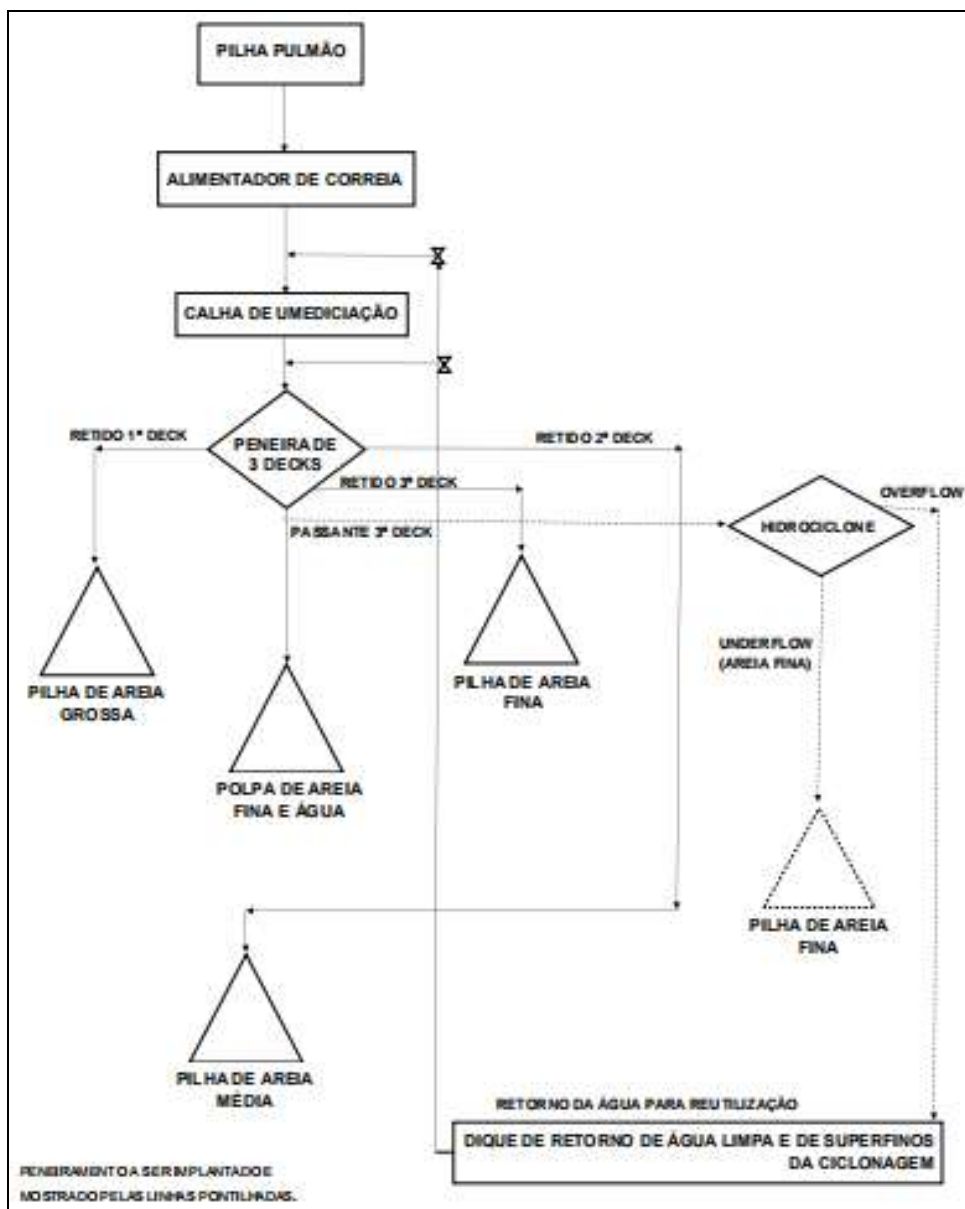 PILHA PULMÃO
ALIMENTADOR DE CORREIA
CALHA DE UMEDICIAÇÃO
RETIDO 1º DECK
PENEIRA DE
3 DECKS
RETIDO 2º DECK
RETIDO 3º DECK
PASSANTE 3º DECK
HIDROCICLONE
OVERFLOW
UNDERFLOW
(AREIA FINA)
PILHA DE AREIA
GROSSA
PILHA DE AREIA
FINA
POLPA DE AREIA
FINA E ÁGUA
PILHA DE AREIA
FINA
PILHA DE AREIA
MÉDIA
RETORNO DA ÁGUA PARA REUTILIZAÇÃO
DIQUE DE RETORNO DE ÁGUA LIMPA E DE SUPERFINOS
DA CICLONAGEM
PENEIRAMENTO A SER IMPLANTADO E
MOSTRADO PELAS LINHAS PONTILHADAS.